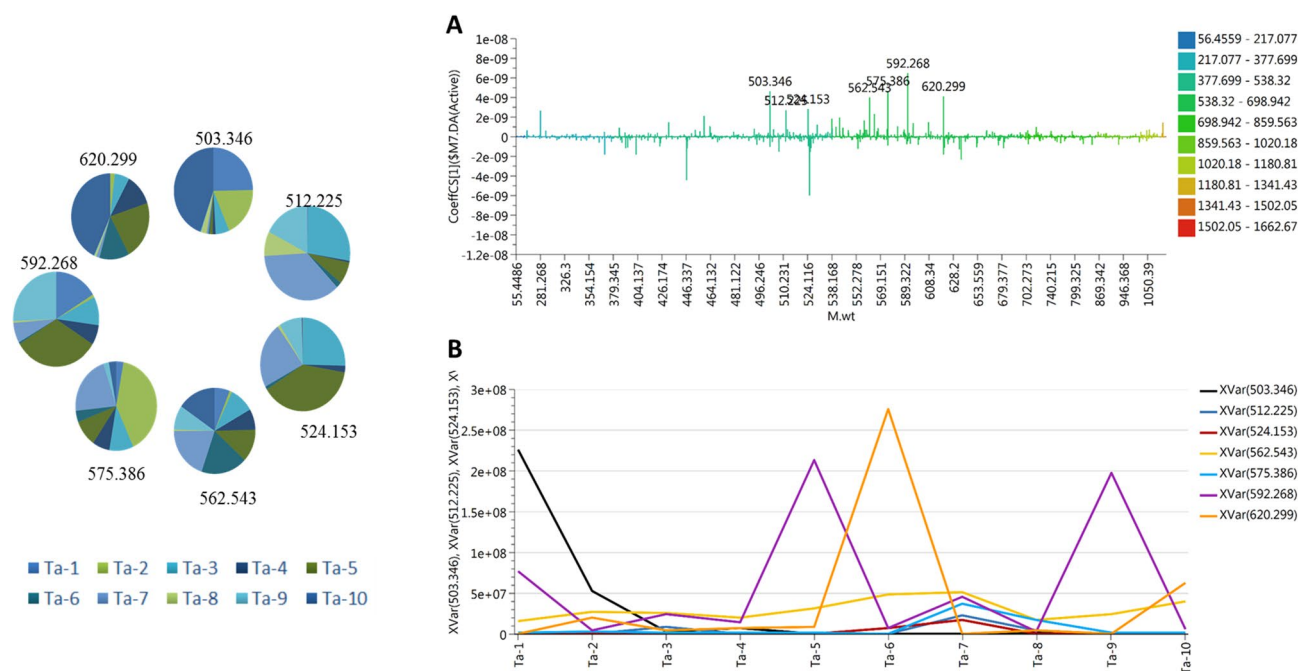 620.299
503.346
512.225
592.268
524.153
575.386
562.543
Ta-1 Ta-2 Ta-3 Ta-4 Ta-5
Ta-6 Ta-7 Ta-8 Ta-9 Ta-10
A
CoeffCS[1]($M7.DA(Active))
1e-08
8e-09
6e-09
4e-09
2e-09
0
-2e-09
-4e-09
-6e-09
-8e-09
-1e-08
-1.2e-08
503.346
512.225
524.153
562.543
575.386
592.268
620.299
55.4486
281.268
326.3
354.154
379.345
404.137
426.174
446.337
464.132
481.122
496.246
510.231
524.116
538.168
552.278
569.151
589.322
608.34
628.2
653.559
679.377
702.273
740.215
799.325
869.342
946.368
1050.39
M.wt
56.4559 - 217.077
217.077 - 377.699
377.699 - 538.32
538.32 - 698.942
698.942 - 859.563
859.563 - 1020.18
1020.18 - 1180.81
1180.81 - 1341.43
1341.43 - 1502.05
1502.05 - 1662.67
B
XVar(503.346), XVar(512.225), XVar(524.153), X\
3e+08
2.5e+08
2e+08
1.5e+08
1e+08
5e+07
0
Ta-1
Ta-2
Ta-3
Ta-4
Ta-5
Ta-6
Ta-7
Ta-8
Ta-9
Ta-10
XVar(503.346)
XVar(512.225)
XVar(524.153)
XVar(562.543)
XVar(575.386)
XVar(592.268)
XVar(620.299)